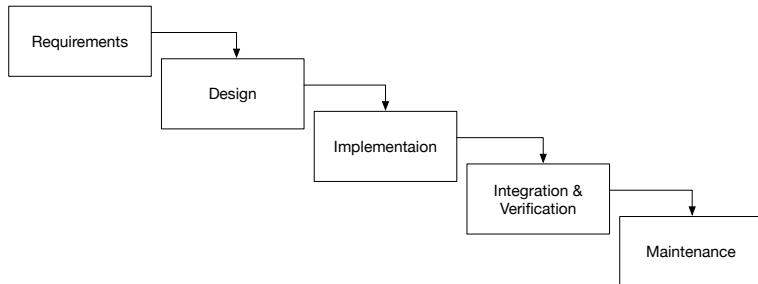 Requirements
Design
Implementaion
Integration &
Verification
Maintenance